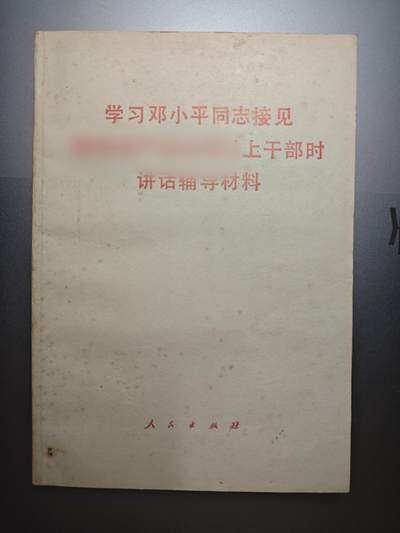 学习邓小平同志接见
上干部时
讲话辅导材料
人民出版社